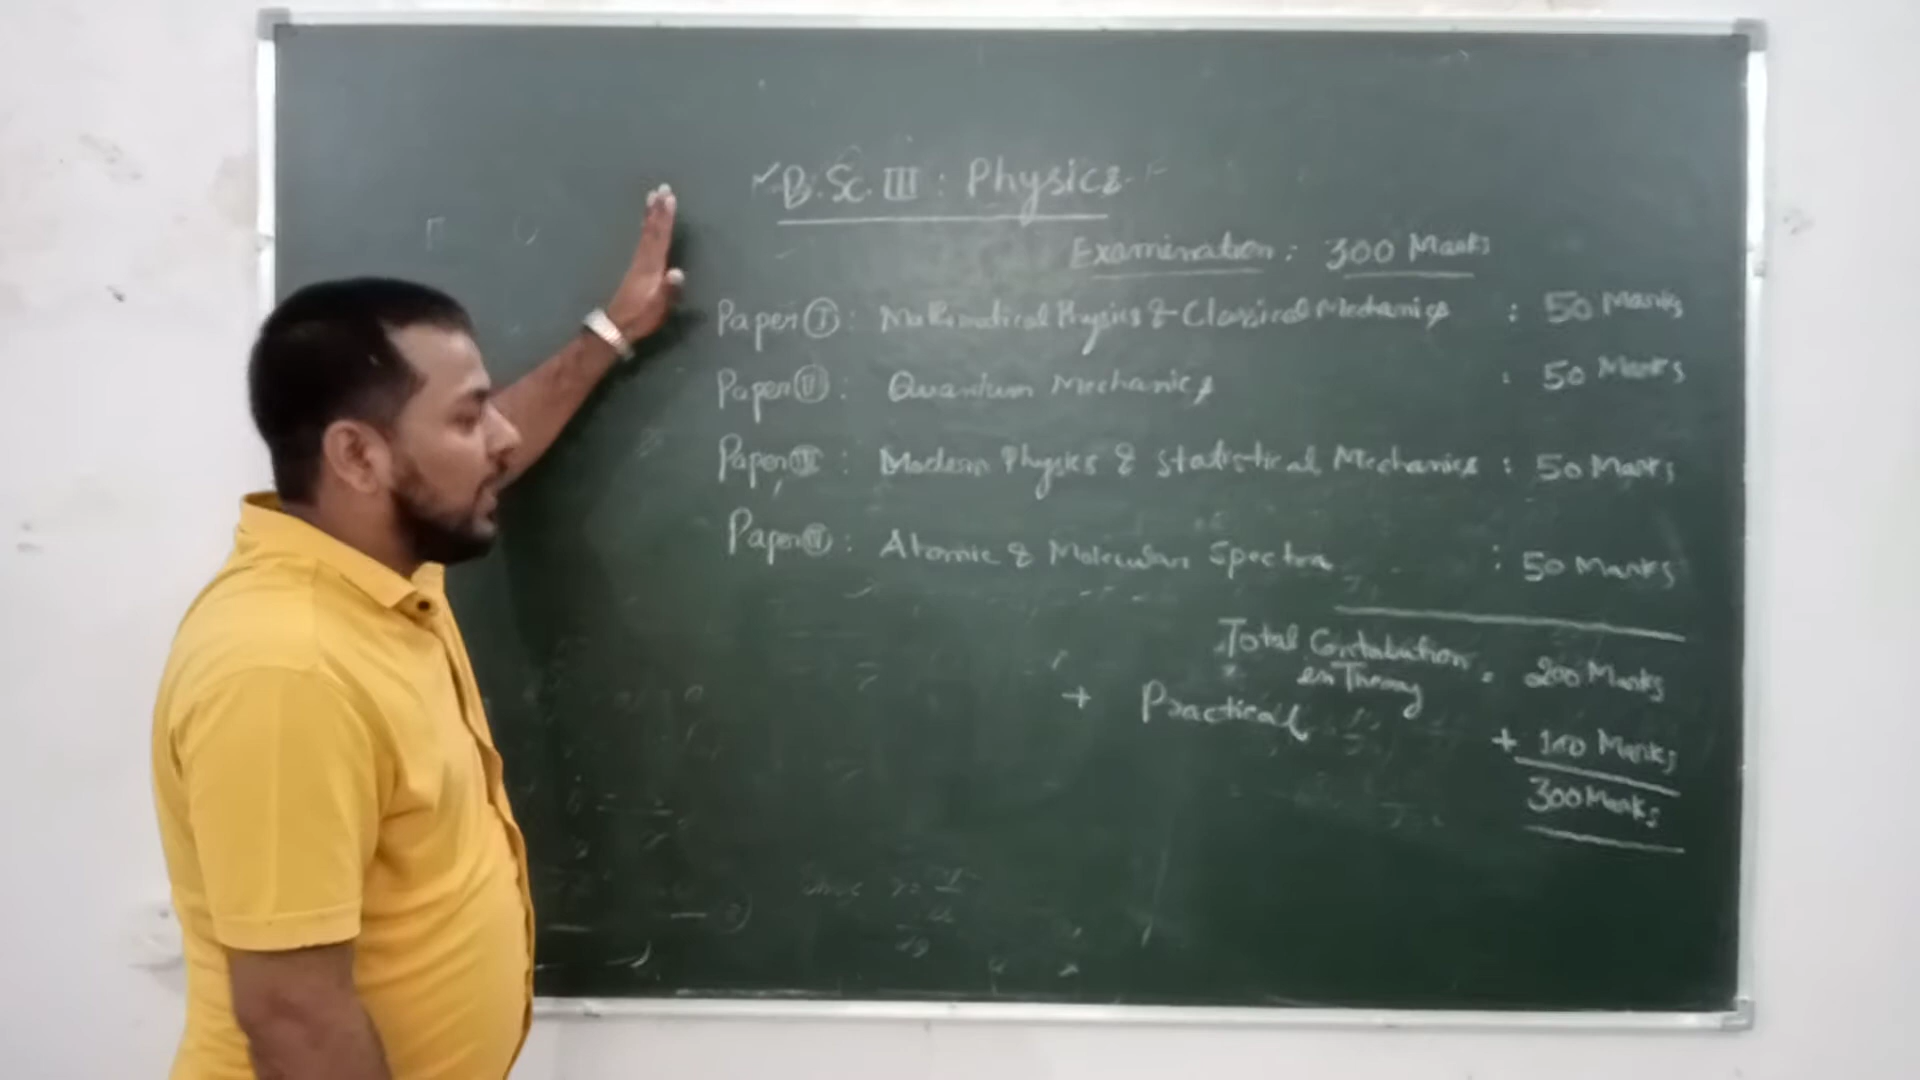 B.Sc. III : Physics
Examination : 300 Marks
Paper I : Mathematical Physics & Classical Mechanics : 50 Marks
Paper II : Quantum Mechanics : 50 Marks
Paper III : Modern Physics & Statistical Mechanics : 50 Marks
Paper IV : Atomic & Molecular Spectra : 50 Marks
Total Contribution = 200 Marks
in Theory
+ Practical + 100 Marks
300 Marks